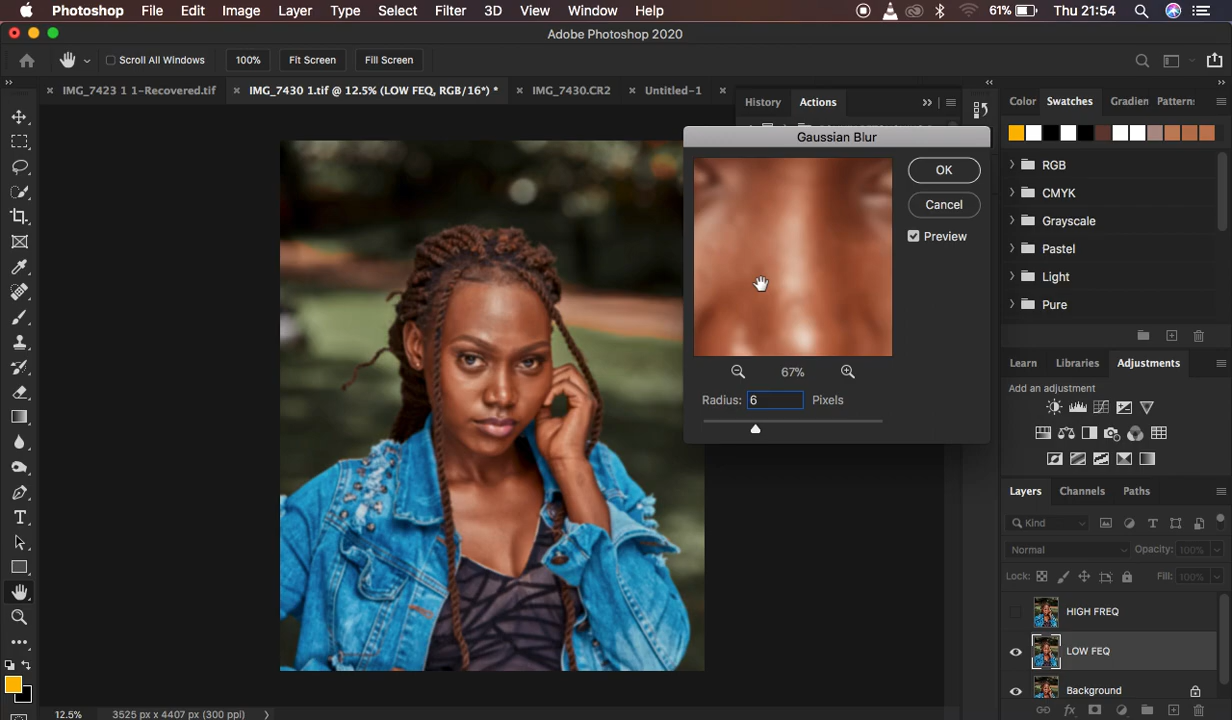 Photoshop File Edit Image Layer Type Select Filter 3D View Window Help 61% Thu 21:54
Adobe Photoshop 2020
Scroll All Windows 100% Fit Screen Fill Screen
IMG_7423 1 1-Recovered.tif IMG_7430 1.tif @ 12.5% (LOW FEQ, RGB/16*) * IMG_7430.CR2 Untitled-1
History Actions
Color Swatches Gradien Patterns
Gaussian Blur
OK
Cancel
Preview
67%
Radius: 6 Pixels
RGB
CMYK
Grayscale
Pastel
Light
Pure
Learn Libraries Adjustments
Add an adjustment
Layers Channels Paths
Kind
Normal Opacity: 100%
Lock: Fill: 100%
HIGH FREQ
LOW FEQ
Background
12.5% 3525 px x 4407 px (300 ppi)